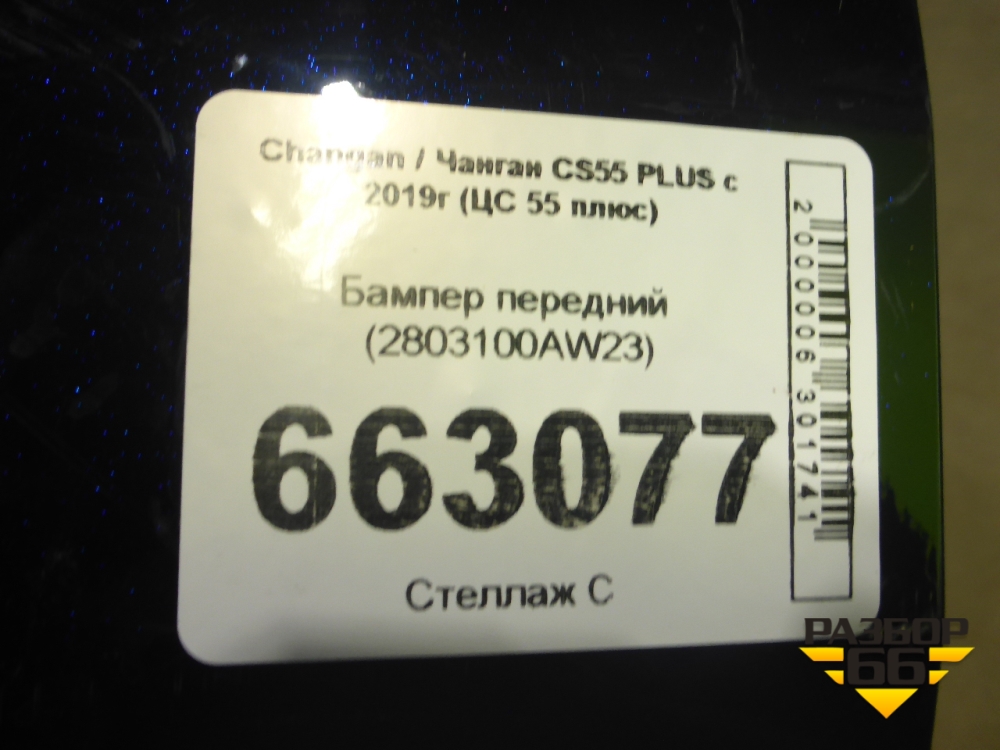 Changan / Чанган CS55 PLUS с
2019г (ЦС 55 плюс)
Бампер передний
(2803100AW23)
663077
Стеллаж С
2000006301741
РАЗБОР
66